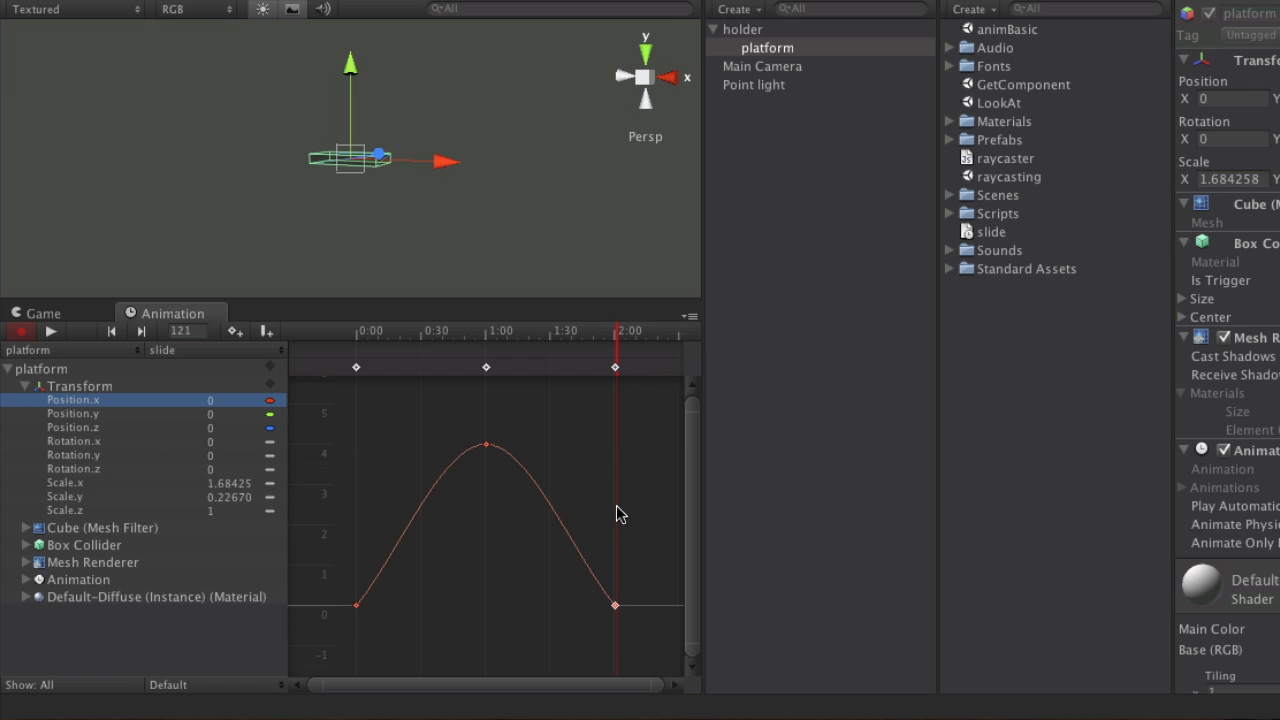 Textured
RGB
All
y
x
Persp
Game
Animation
121
0:00
0:30
1:00
1:30
2:00
platform
slide
platform
Transform
Position.x 0
Position.y 0
Position.z 0
Rotation.x 0
Rotation.y 0
Rotation.z 0
Scale.x 1.68425
Scale.y 0.22670
Scale.z 1
Cube (Mesh Filter)
Box Collider
Mesh Renderer
Animation
Default-Diffuse (Instance) (Material)
5
4
3
2
1
0
-1
Show: All
Default
Create
All
holder
platform
Main Camera
Point light
Create
All
animBasic
Audio
Fonts
GetComponent
LookAt
Materials
Prefabs
raycaster
raycasting
Scenes
Scripts
slide
Sounds
Standard Assets
platform
Tag Untagged
Transf
Position
X 0 Y
Rotation
X 0 Y
Scale
X 1.684258 Y
Cube (M
Mesh
Box Co
Material
Is Trigger
Size
Center
Mesh R
Cast Shadows
Receive Shado
Materials
Size
Element
Animat
Animation
Animations
Play Automatic
Animate Physi
Animate Only
Default
Shader
Main Color
Base (RGB)
Tiling
x 1